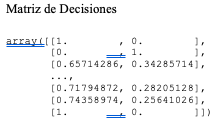 Matriz de Decisiones
array([[1.        , 0.        ],
[0.        , 1.        ],
[0.65714286, 0.34285714],
...,
[0.71794872, 0.28205128],
[0.74358974, 0.25641026],
[1.        , 0.        ]])